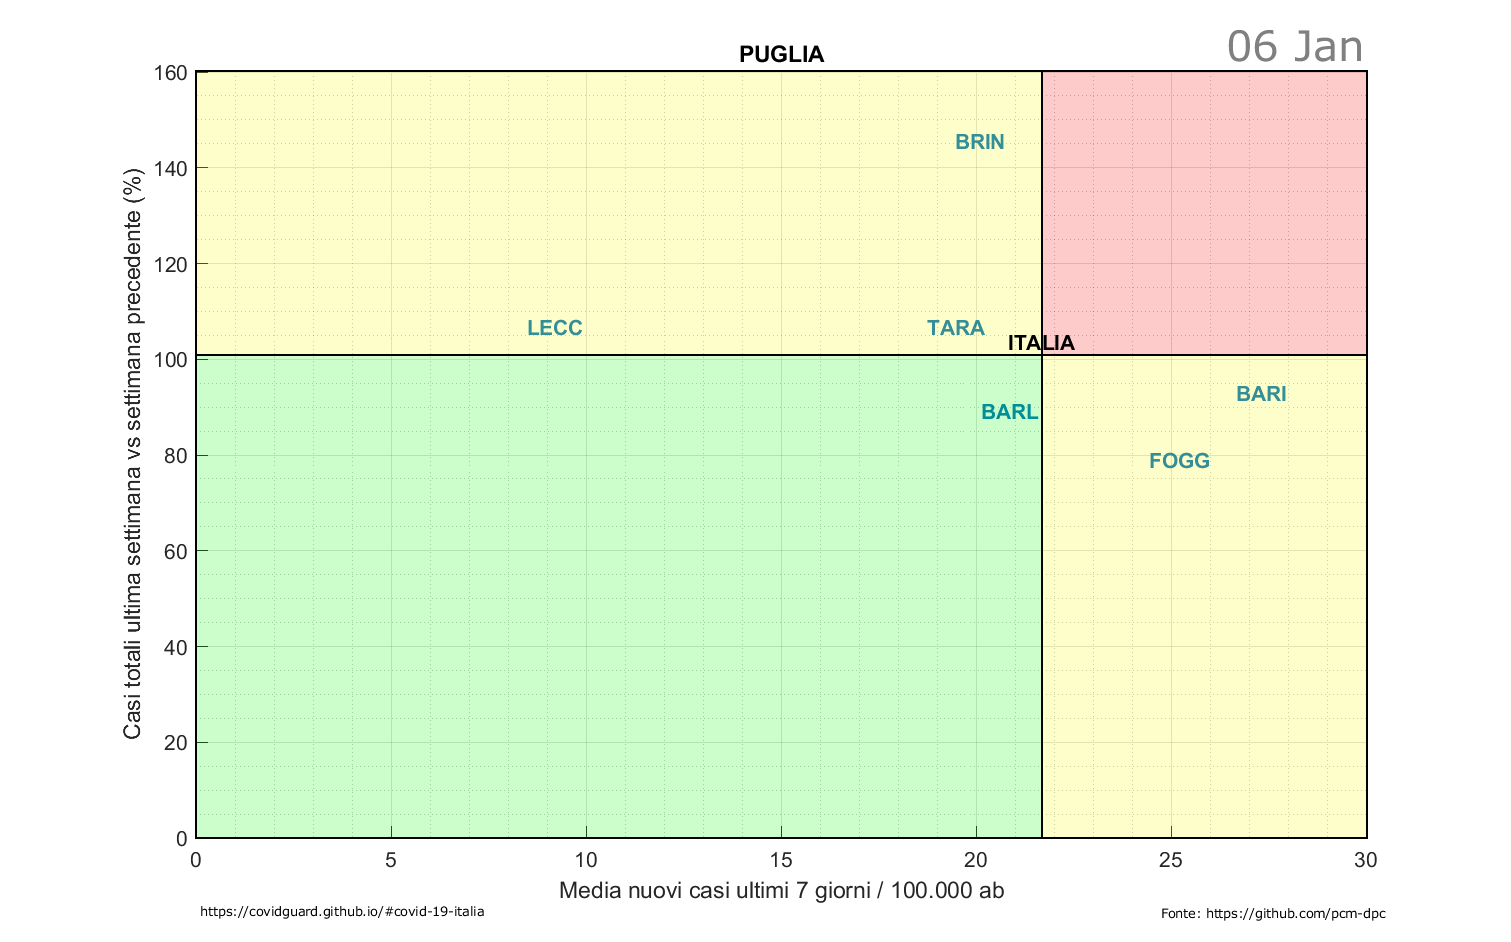 PUGLIA
06 Jan
160
140
120
100
80
60
40
20
0
Casi totali ultima settimana vs settimana precedente (%)
BRIN
LECC
TARA
ITALIA
BARI
BARL
FOGG
0 5 10 15 20 25 30
Media nuovi casi ultimi 7 giorni / 100.000 ab
https://covidguard.github.io/#covid-19-italia
Fonte: https://github.com/pcm-dpc